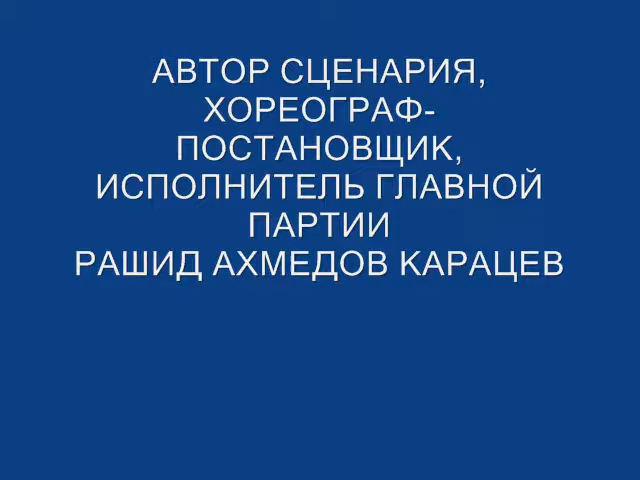 АВТОР СЦЕНАРИЯ,
ХОРЕОГРАФ-
ПОСТАНОВЩИК,
ИСПОЛНИТЕЛЬ ГЛАВНОЙ
ПАРТИИ
РАШИД АХМЕДОВ КАРАЦЕВ